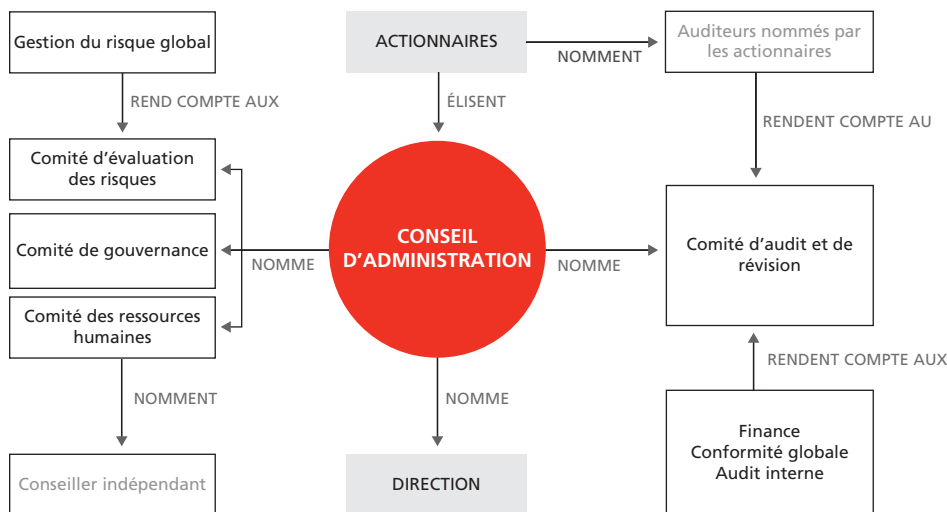 Gestion du risque global
ACTIONNAIRES
NOMMENT
Auditeurs nommés par
les actionnaires
REND COMPTE AUX
ÉLISENT
RENDENT COMPTE AU
Comité d'évaluation
des risques
Comité de gouvernance
NOMME
CONSEIL
D'ADMINISTRATION
NOMME
Comité d'audit et de
révision
Comité des ressources
humaines
RENDENT COMPTE AUX
NOMMENT
NOMME
Finance
Conformité globale
Audit interne
Conseiller indépendant
DIRECTION